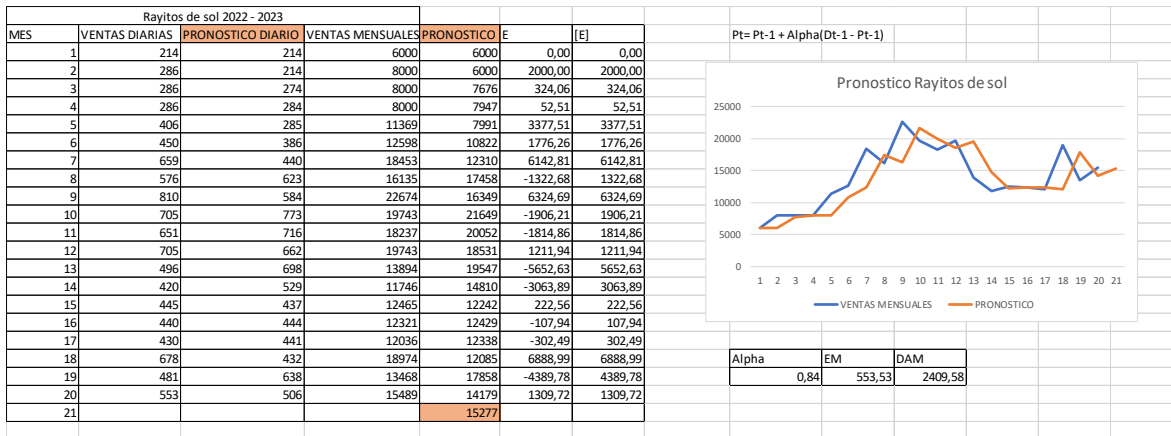 Rayitos de sol 2022 - 2023
MES VENTAS DIARIAS PRONOSTICO DIARIO VENTAS MENSUALES PRONOSTICO E [E]
1 214 214 6000 6000 0,00 0,00
2 286 214 8000 6000 2000,00 2000,00
3 286 274 8000 7676 324,06 324,06
4 286 284 8000 7947 52,51 52,51
5 406 285 11369 7991 3377,51 3377,51
6 450 386 12598 10822 1776,26 1776,26
7 659 440 18453 12310 6142,81 6142,81
8 576 623 16135 17458 -1322,68 1322,68
9 810 584 22674 16349 6324,69 6324,69
10 705 773 19743 21649 -1906,21 1906,21
11 651 716 18237 20052 -1814,86 1814,86
12 705 662 19743 18531 1211,94 1211,94
13 496 698 13894 19547 -5652,63 5652,63
14 420 529 11746 14810 -3063,89 3063,89
15 445 437 12465 12242 222,56 222,56
16 440 444 12321 12429 -107,94 107,94
17 430 441 12036 12338 -302,49 302,49
18 678 432 18974 12085 6888,99 6888,99
19 481 638 13468 17858 -4389,78 4389,78
20 553 506 15489 14179 1309,72 1309,72
21 15277
Pt= Pt-1 + Alpha(Dt-1 - Pt-1)
Pronostico Rayitos de sol
25000
20000
15000
10000
5000
0
1 2 3 4 5 6 7 8 9 10 11 12 13 14 15 16 17 18 19 20 21
VENTAS MENSUALES PRONOSTICO
Alpha EM DAM
0,84 553,53 2409,58